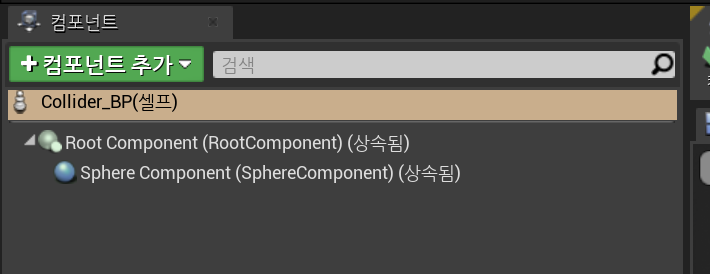 컴포넌트
+ 컴포넌트 추가
검색
Collider_BP(셀프)
Root Component (RootComponent) (상속됨)
Sphere Component (SphereComponent) (상속됨)